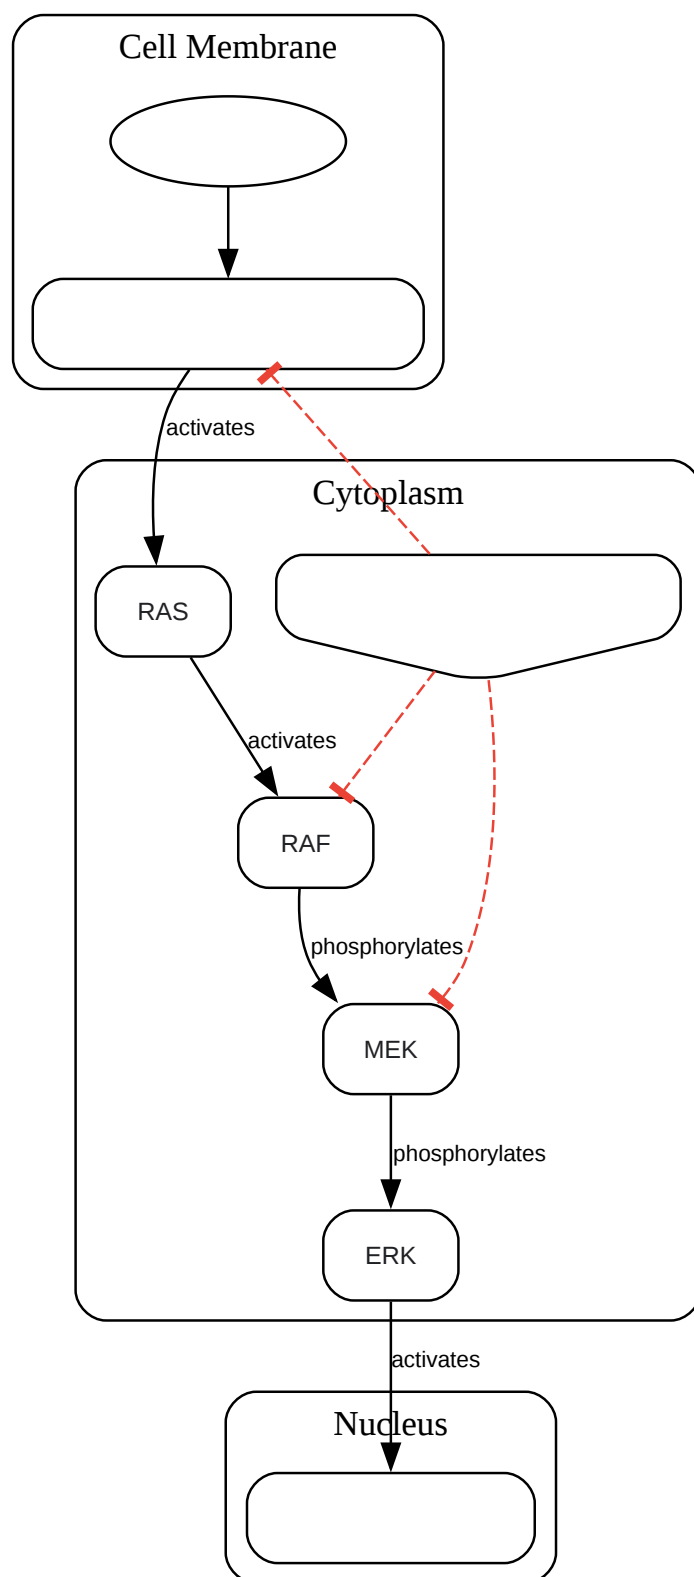 Cell Membrane
activates
Cytoplasm
RAS
activates
RAF
phosphorylates
MEK
phosphorylates
ERK
activates
Nucleus